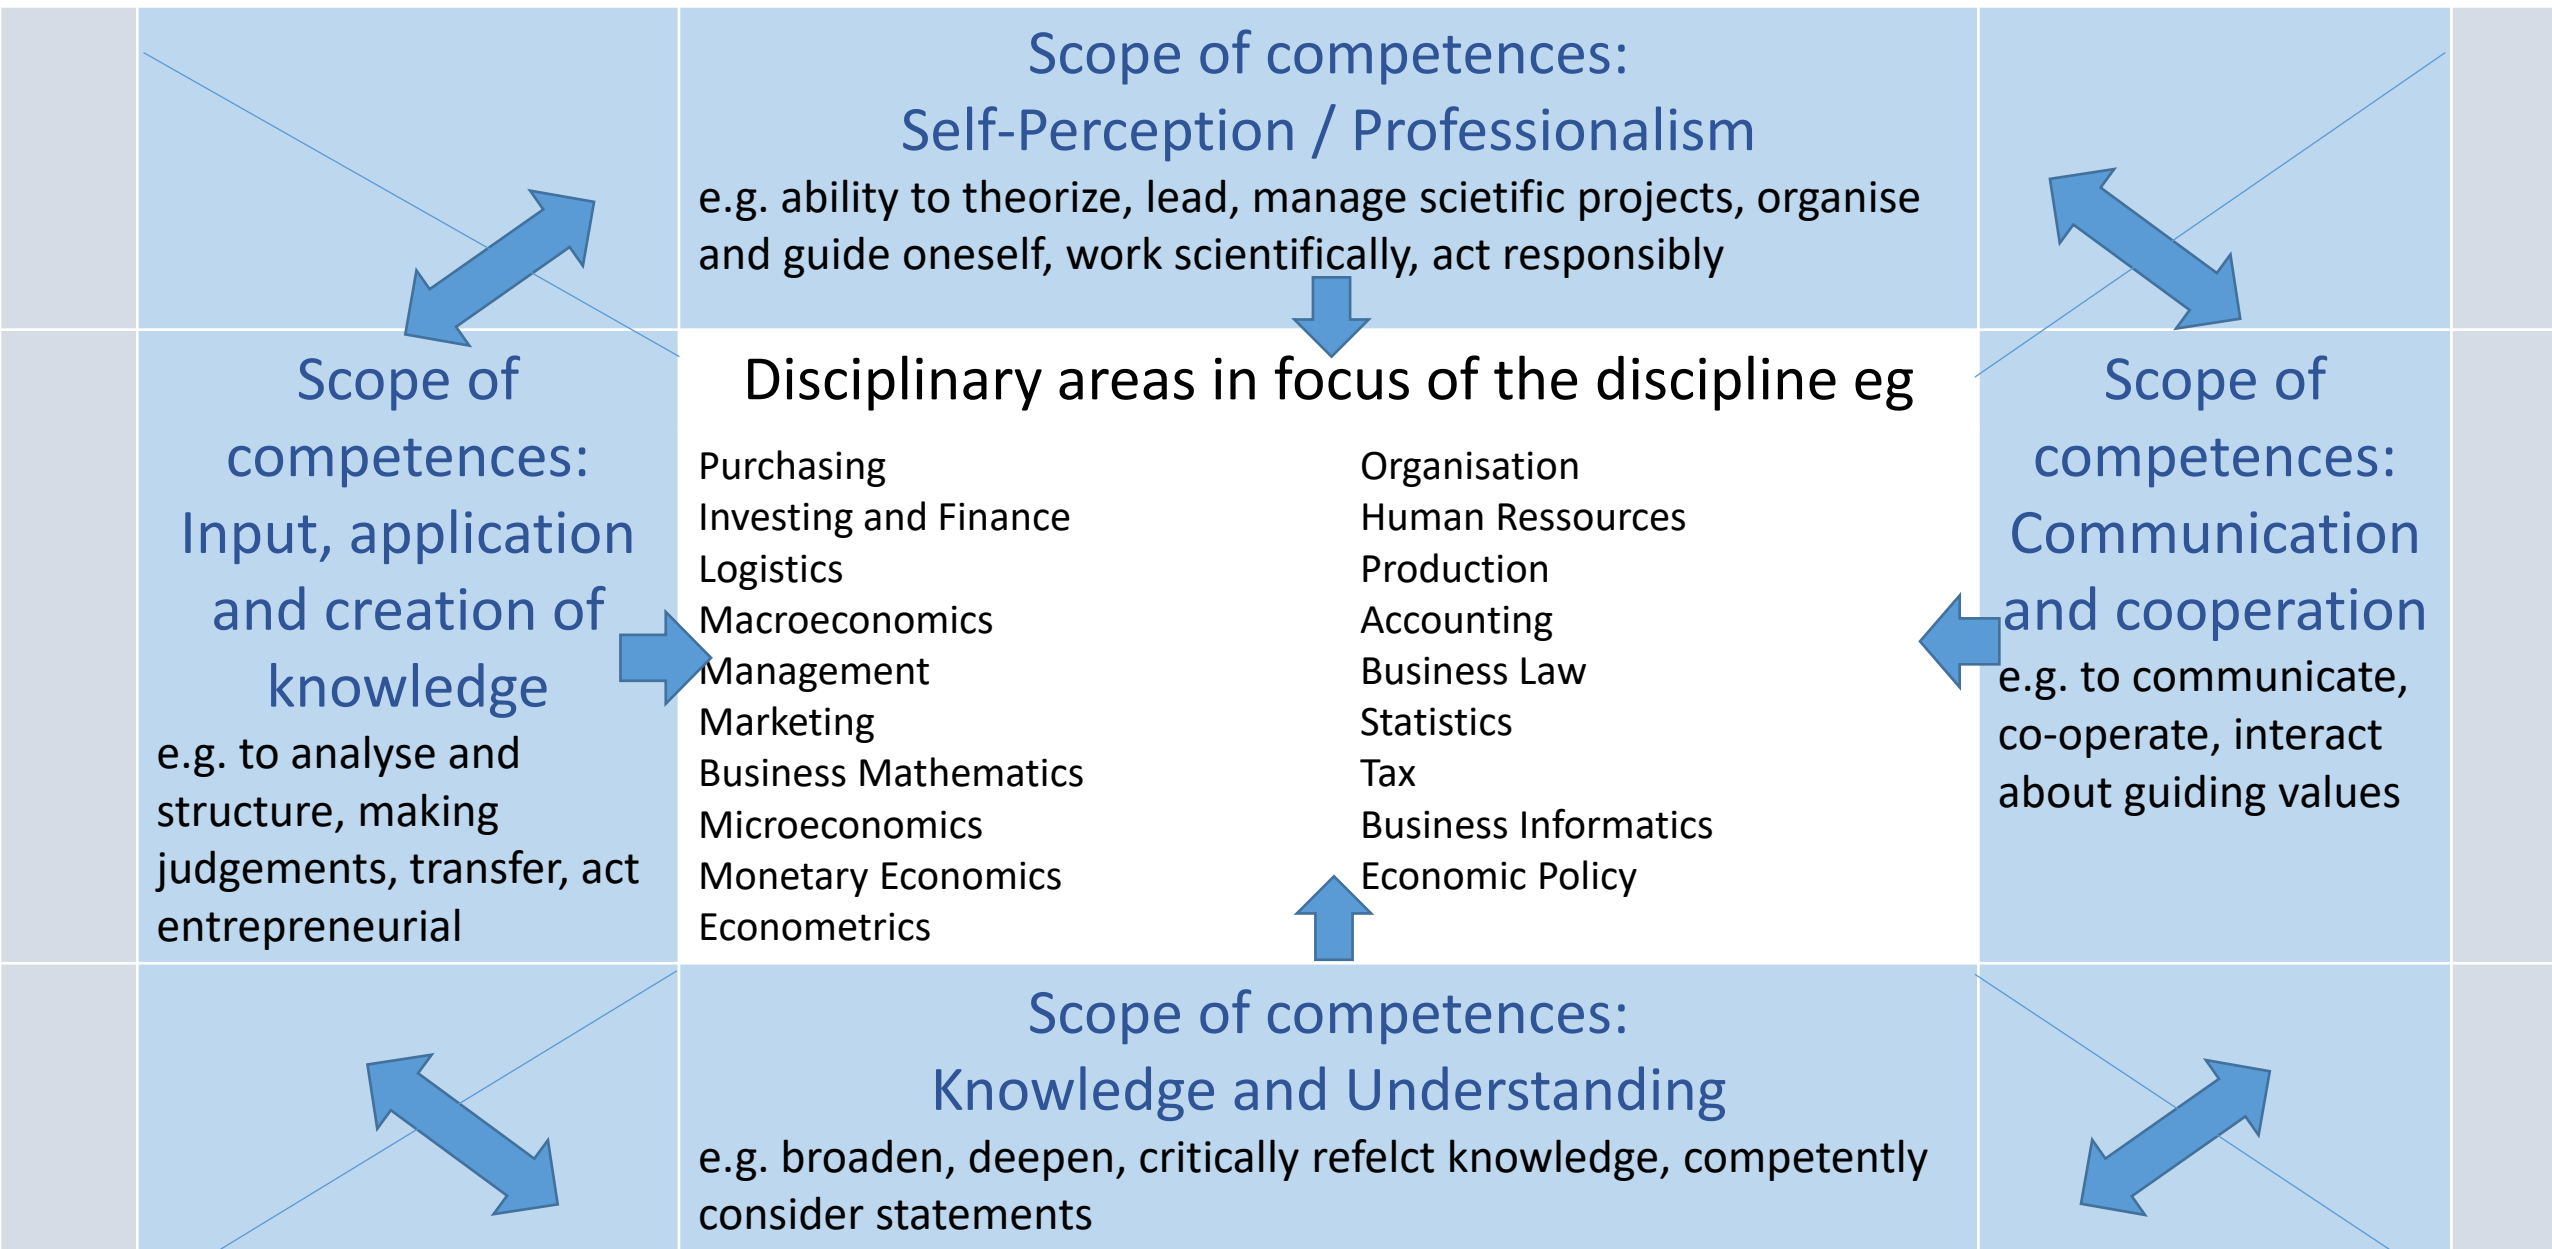 Scope of competences:
Self-Perception / Professionalism
e.g. ability to theorize, lead, manage scietific projects, organise
and guide oneself, work scientifically, act responsibly
Scope of
competences:
Input, application
and creation of
knowledge
e.g. to analyse and
structure, making
judgements, transfer, act
entrepreneurial
Disciplinary areas in focus of the discipline eg
Purchasing
Investing and Finance
Logistics
Macroeconomics
Management
Marketing
Business Mathematics
Microeconomics
Monetary Economics
Econometrics
Organisation
Human Ressources
Production
Accounting
Business Law
Statistics
Tax
Business Informatics
Economic Policy
Scope of
competences:
Communication
and cooperation
e.g. to communicate,
co-operate, interact
about guiding values
Scope of competences:
Knowledge and Understanding
e.g. broaden, deepen, critically refelct knowledge, competently
consider statements